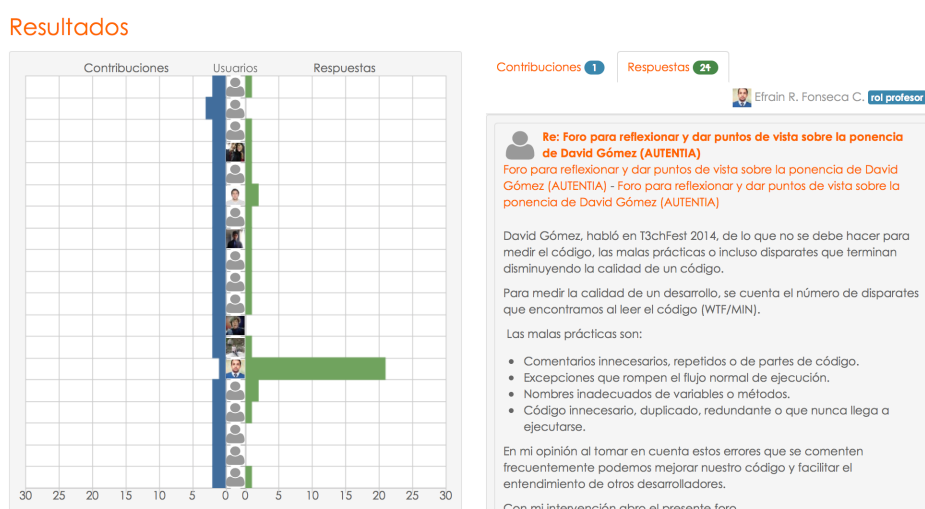 Resultados
Contribuciones Usuarios Respuestas
30 25 20 15 10 5 0 0 5 10 15 20 25 30
Contribuciones 1 Respuestas 21
Efrain R. Fonseca C. rol profesor
Re: Foro para reflexionar y dar puntos de vista sobre la ponencia
de David Gómez (AUTENTIA)
Foro para reflexionar y dar puntos de vista sobre la ponencia de David
Gómez (AUTENTIA) - Foro para reflexionar y dar puntos de vista sobre la
ponencia de David Gómez (AUTENTIA)
David Gómez, habló en T3chFest 2014, de lo que no se debe hacer para
medir el código, las malas prácticas o incluso disparates que terminan
disminuyendo la calidad de un código.
Para medir la calidad de un desarrollo, se cuenta el número de disparates
que encontramos al leer el código (WTF/MIN).
Las malas prácticas son:
Comentarios innecesarios, repetidos o de partes de código.
Excepciones que rompen el flujo normal de ejecución.
Nombres inadecuados de variables o métodos.
Código innecesario, duplicado, redundante o que nunca llega a
ejecutarse.
En mi opinión al tomar en cuenta estos errores que se comenten
frecuentemente podemos mejorar nuestro código y facilitar el
entendimiento de otros desarrolladores.
Con mi intervención abro el presente foro